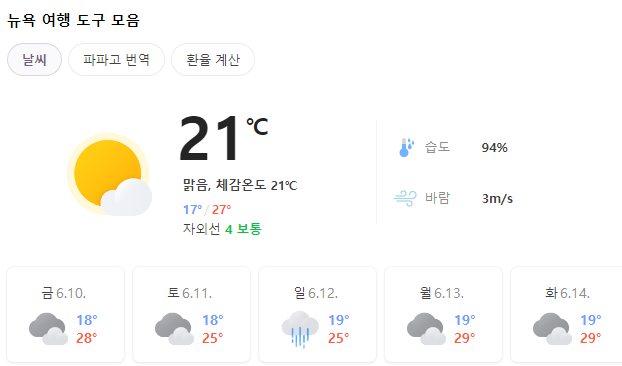 뉴욕 여행 도구 모음
날씨 파파고 번역 환율 계산
21℃
맑음, 체감온도 21℃
17° / 27°
자외선 4 보통
습도 94%
바람 3m/s
금 6.10. 토 6.11. 일 6.12. 월 6.13. 화 6.14.
18° 18° 19° 19° 19°
28° 25° 25° 29° 29°